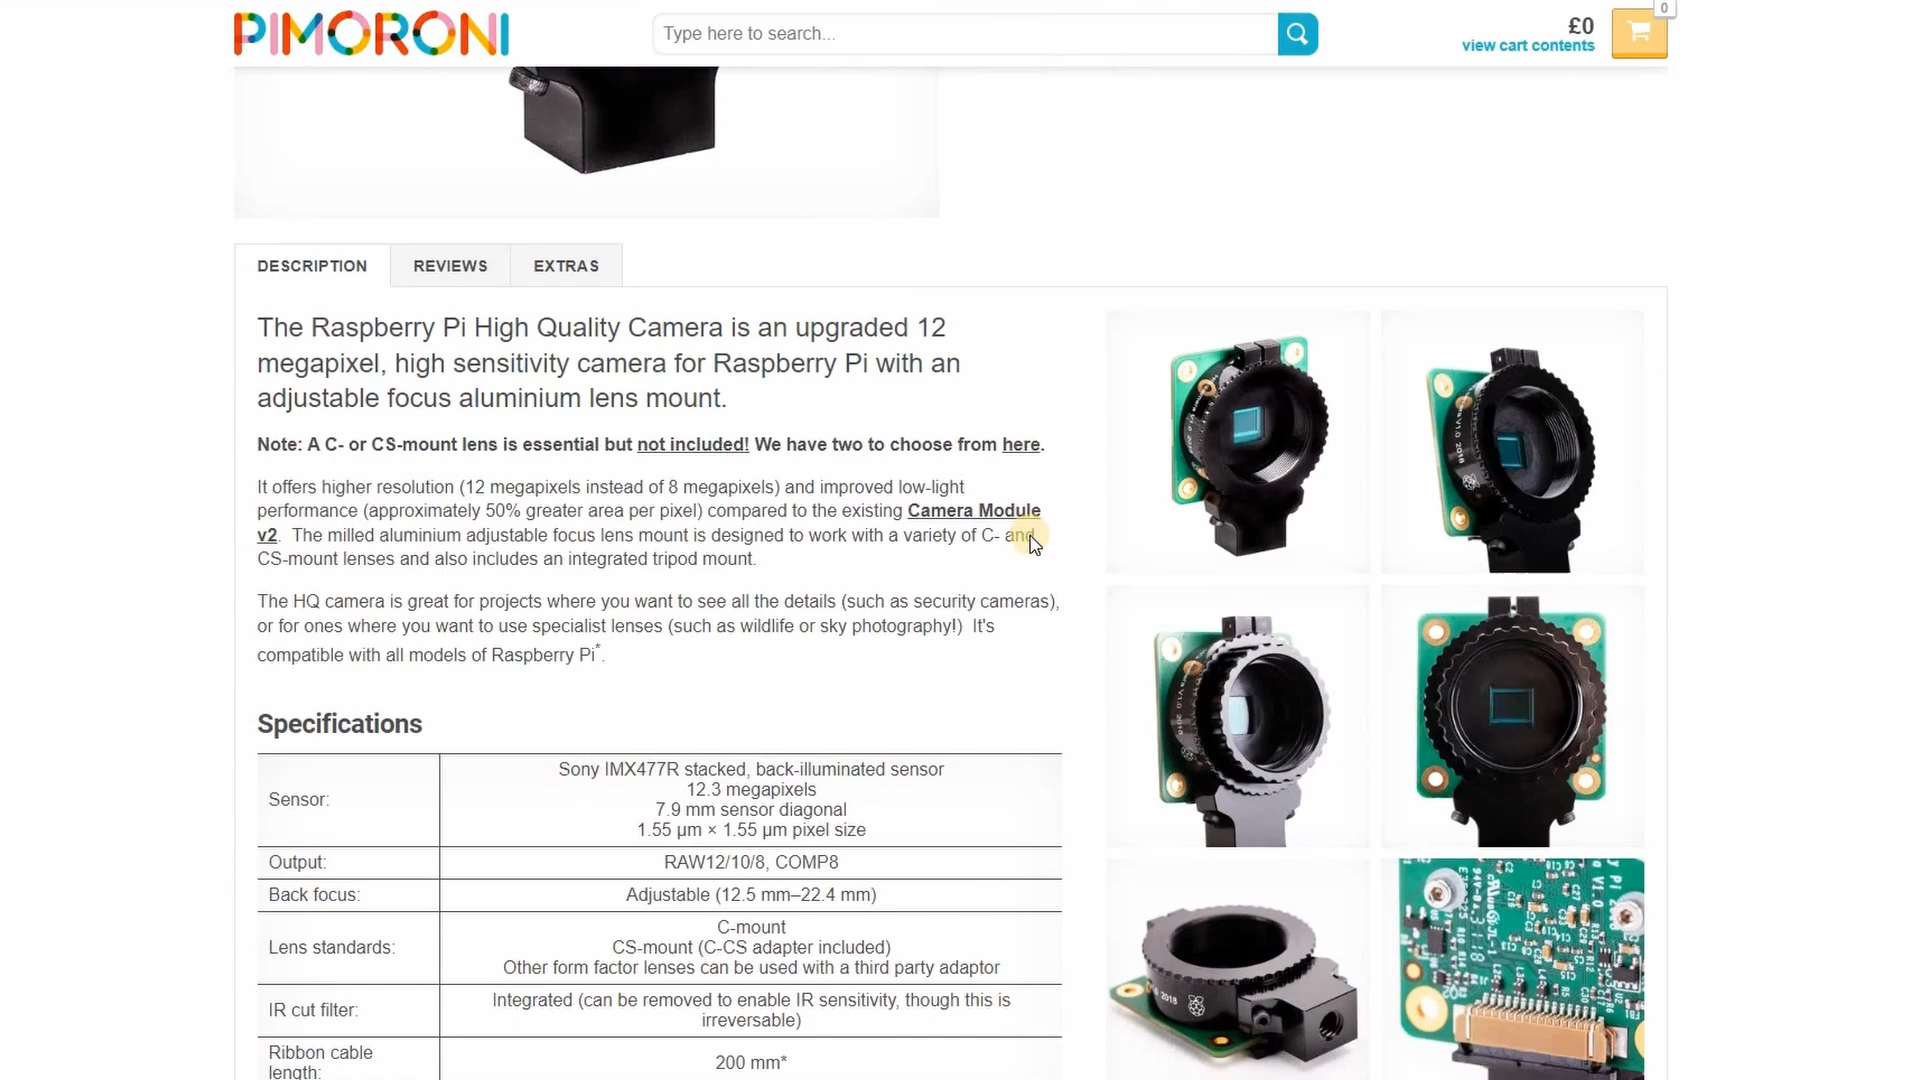 PIMORONI
Type here to search...
£0
view cart contents
0
DESCRIPTION
REVIEWS
EXTRAS
The Raspberry Pi High Quality Camera is an upgraded 12
megapixel, high sensitivity camera for Raspberry Pi with an
adjustable focus aluminium lens mount.
Note: A C- or CS-mount lens is essential but not included! We have two to choose from here.
It offers higher resolution (12 megapixels instead of 8 megapixels) and improved low-light
performance (approximately 50% greater area per pixel) compared to the existing Camera Module
v2. The milled aluminium adjustable focus lens mount is designed to work with a variety of C- and
CS-mount lenses and also includes an integrated tripod mount.
The HQ camera is great for projects where you want to see all the details (such as security cameras),
or for ones where you want to use specialist lenses (such as wildlife or sky photography!) It's
compatible with all models of Raspberry Pi*.
Specifications
Sensor:
Sony IMX477R stacked, back-illuminated sensor
12.3 megapixels
7.9 mm sensor diagonal
1.55 μm × 1.55 μm pixel size
Output:
RAW12/10/8, COMP8
Back focus:
Adjustable (12.5 mm–22.4 mm)
Lens standards:
C-mount
CS-mount (C-CS adapter included)
Other form factor lenses can be used with a third party adaptor
IR cut filter:
Integrated (can be removed to enable IR sensitivity, though this is
irreversable)
Ribbon cable
length:
200 mm*